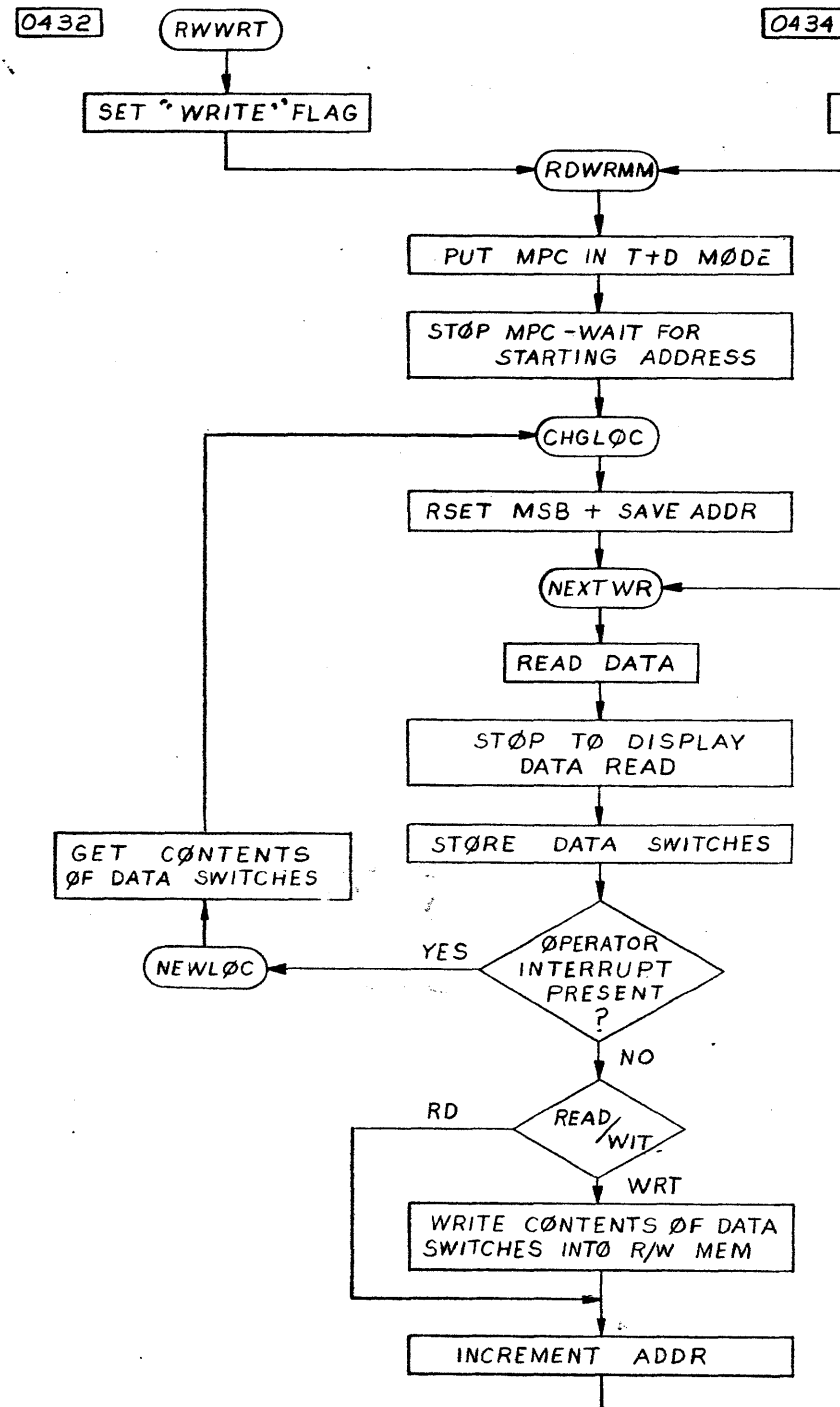 0432
RWWRT
0434
SET "WRITE" FLAG
RDWRMM
PUT MPC IN T+D MØDE
STØP MPC-WAIT FOR
STARTING ADDRESS
CHGLØC
RSET MSB + SAVE ADDR
NEXTWR
READ DATA
STØP TØ DISPLAY
DATA READ
STØRE DATA SWITCHES
GET CØNTENTS
ØF DATA SWITCHES
NEWLØC
YES
ØPERATOR
INTERRUPT
PRESENT
?
NO
RD
READ/
WIT.
WRT
WRITE CØNTENTS ØF DATA
SWITCHES INTØ R/W MEM
INCREMENT ADDR